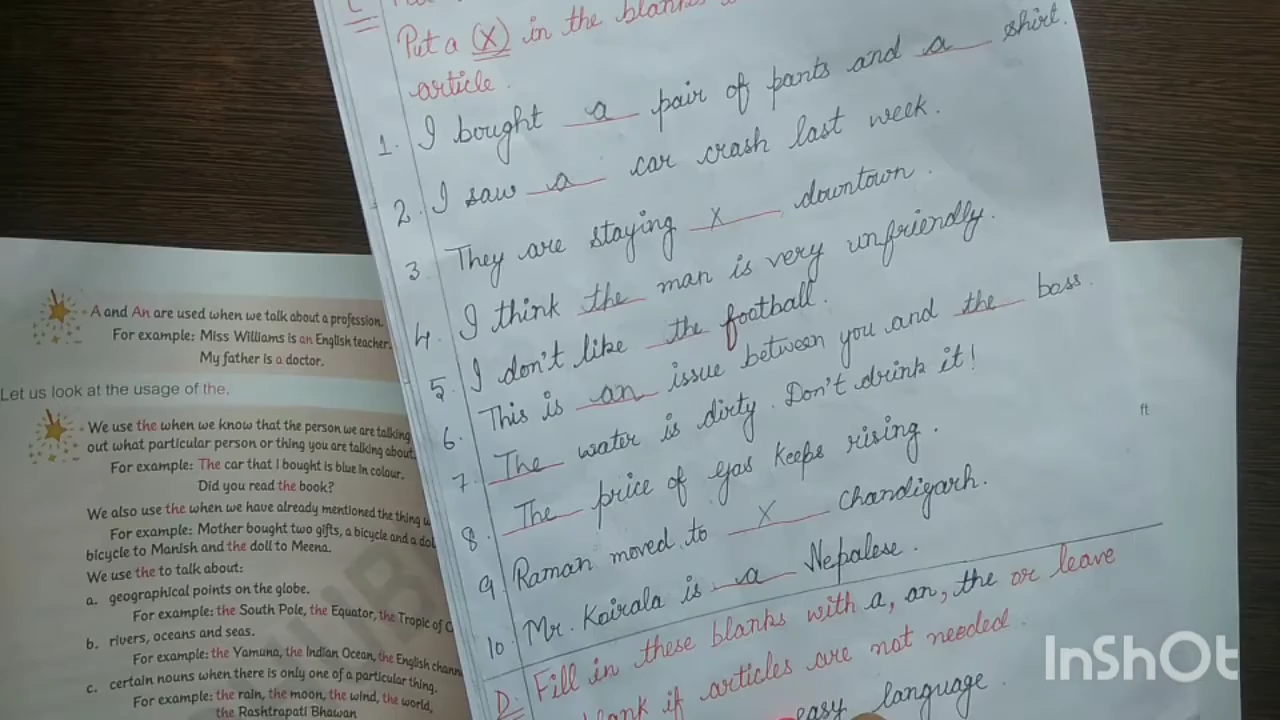 Put a (X) in the blanks
article.
1. I bought a pair of pants and a shirt.
2. I saw a car crash last week.
3. They are staying X downtown.
4. I think the man is very unfriendly.
5. I don't like the football.
6. This is an issue between you and the boss.
7. The water is dirty. Don't drink it!
8. The price of gas keeps rising.
9. Raman moved to X Chandigarh.
10. Mr. Koirala is a Nepalese.
D. Fill in these blanks with a, an, the or leave
blank if articles are not needed.
easy language.
A and An are used when we talk about a profession.
For example: Miss Williams is an English teacher.
My father is a doctor.
Let us look at the usage of the.
We use the when we know that the person we are talking
out what particular person or thing you are talking about.
For example: The car that I bought is blue in colour.
Did you read the book?
We also use the when we have already mentioned the thing
For example: Mother bought two gifts, a bicycle and a
bicycle to Manish and the doll to Meena.
We use the to talk about:
a. geographical points on the globe.
For example: the South Pole, the Equator, the Tropic of
b. rivers, oceans and seas.
For example: the Yamuna, the Indian Ocean, the English
c. certain nouns when there is only one of a particular thing.
For example: the rain, the moon, the wind, the world,
the Rashtrapati Bhawan
ft
InShOt